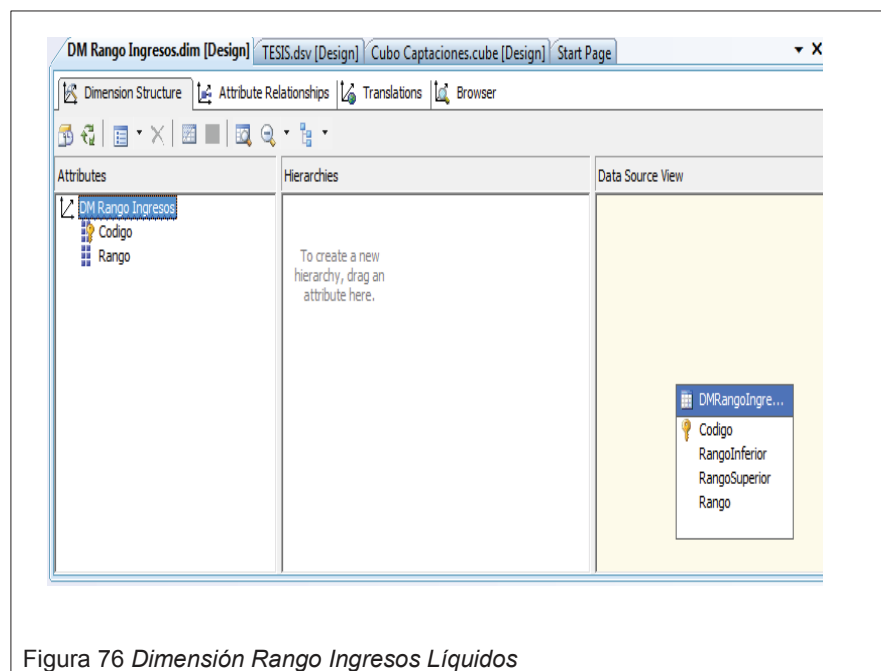 DM Rango Ingresos.dim [Design] TESIS.dsv [Design] Cubo Captaciones.cube [Design] Start Page
Dimension Structure Attribute Relationships Translations Browser
Attributes Hierarchies Data Source View
DM Rango Ingresos
Codigo
Rango
To create a new
hierarchy, drag an
attribute here.
DMRangoIngre...
Codigo
RangoInferior
RangoSuperior
Rango
Figura 76 Dimensión Rango Ingresos Líquidos